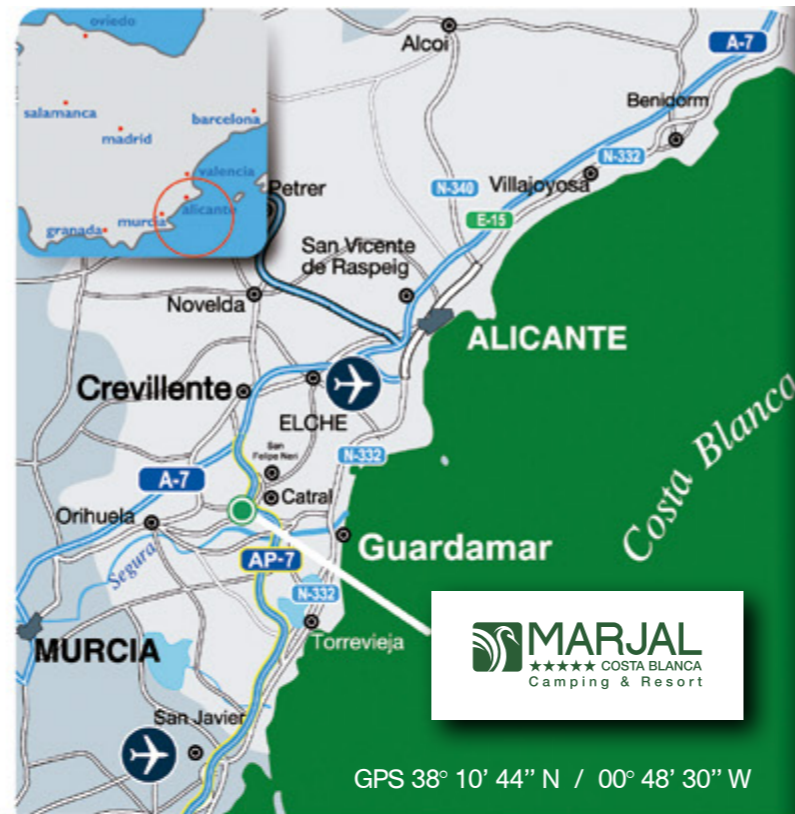 oviedo
salamanca
madrid
barcelona
valencia
alicante
murcia
granada
Alcoi
A-7
Benidorm
N-332
N-340
Villajoyosa
E-15
Petrer
San Vicente
de Raspeig
Novelda
ALICANTE
Crevillente
ELCHE
San
Felipe Neri
N-332
Costa Blanca
A-7
Catral
Orihuela
Segura
AP-7
Guardamar
N-332
Torrevieja
MURCIA
San Javier
MARJAL
★★★★★ COSTA BLANCA
Camping & Resort
GPS 38° 10’ 44’’ N / 00° 48’ 30’’ W